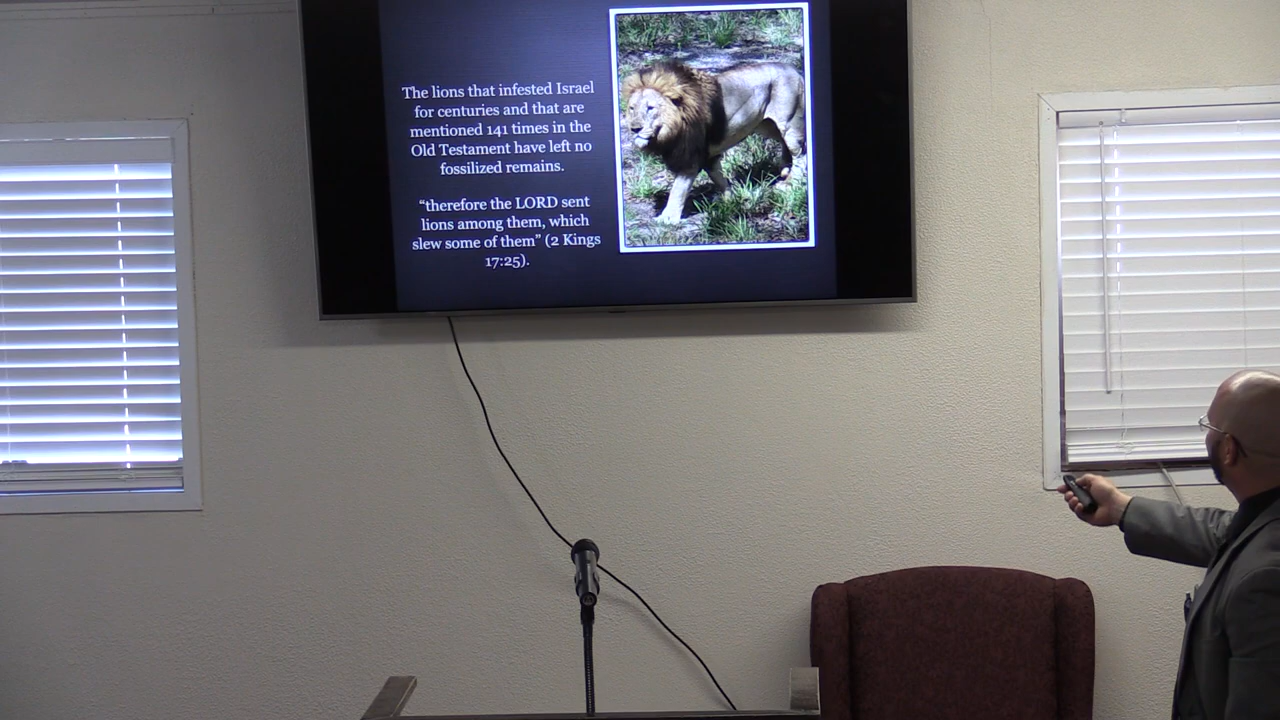 The lions that infested Israel
for centuries and that are
mentioned 141 times in the
Old Testament have left no
fossilized remains.
“therefore the LORD sent
lions among them, which
slew some of them” (2 Kings
17:25).